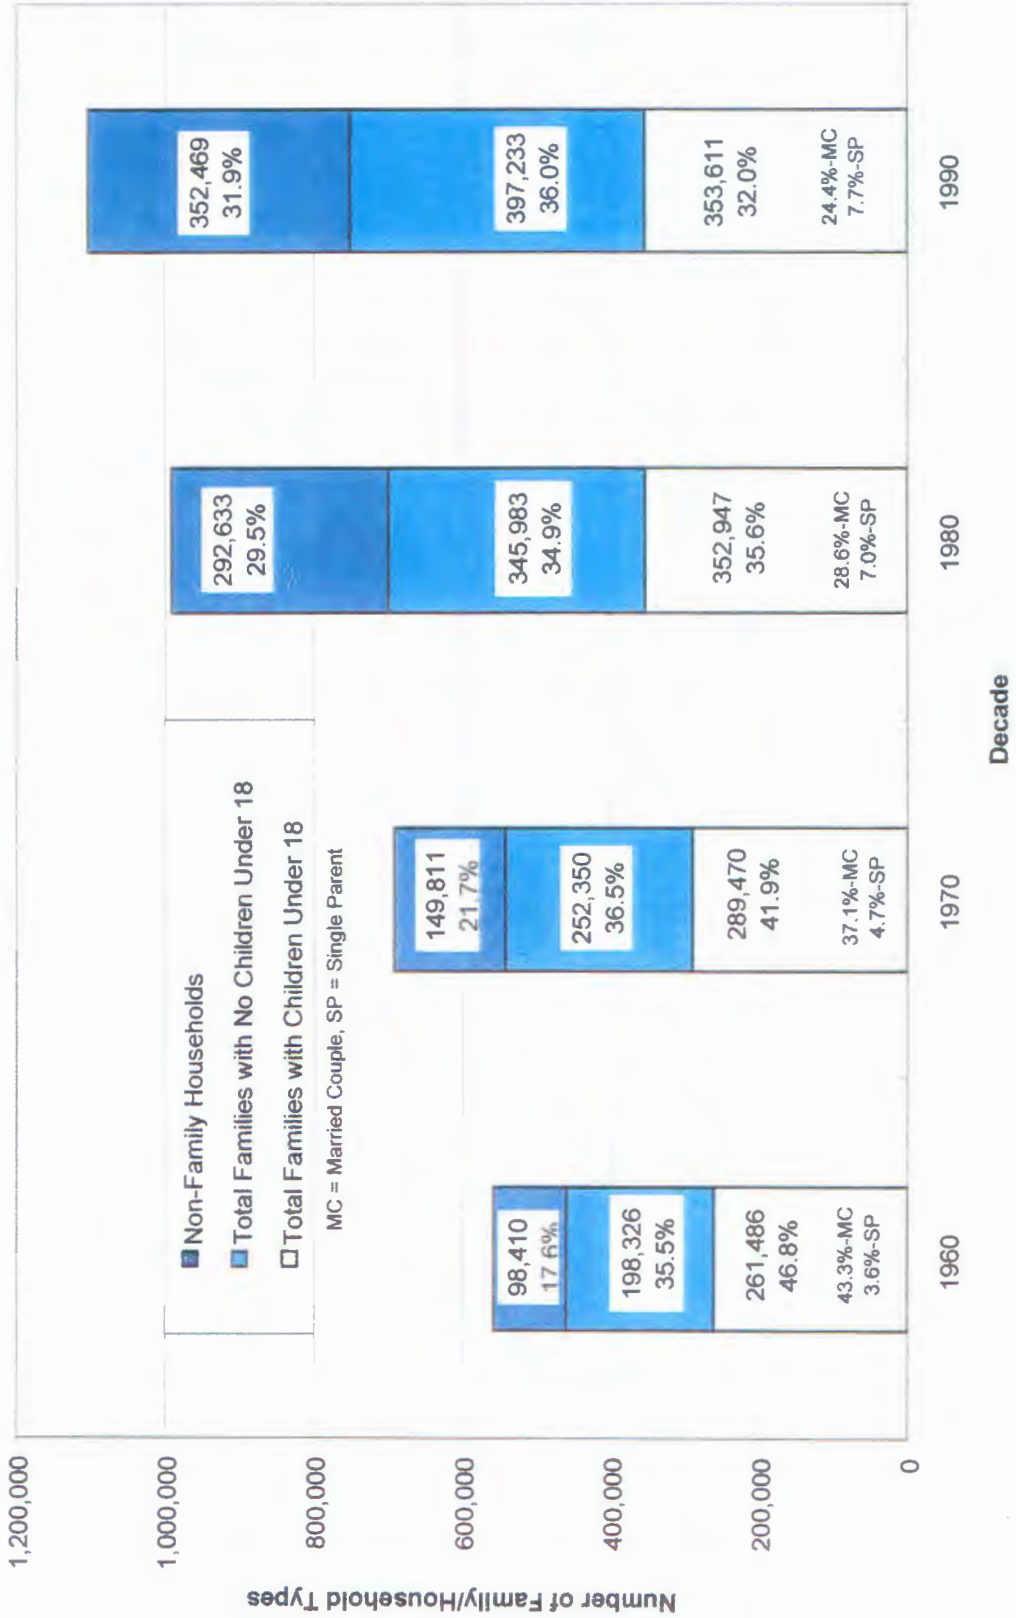 Number of Family/Household Types
1,200,000
1,000,000
800,000
600,000
400,000
200,000
0
Non-Family Households
Total Families with No Children Under 18
Total Families with Children Under 18
MC = Married Couple, SP = Single Parent
98,410
17.6%
198,326
35.5%
261,486
46.8%
43.3%-MC
3.6%-SP
149,811
21.7%
252,350
36.5%
289,470
41.9%
37.1%-MC
4.7%-SP
292,633
29.5%
345,983
34.9%
352,947
35.6%
28.6%-MC
7.0%-SP
352,469
31.9%
397,233
36.0%
353,611
32.0%
24.4%-MC
7.7%-SP
1960
1970
1980
1990
Decade